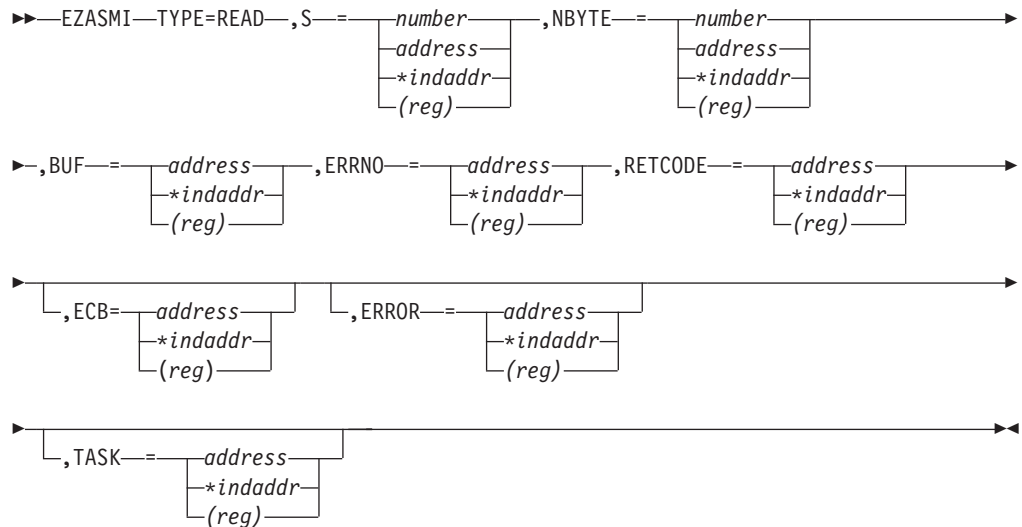 EZASMI TYPE=READ ,S = number ,NBYTE = number
address address
*indaddr *indaddr
(reg) (reg)
,BUF = address ,ERRNO = address ,RETCODE = address
*indaddr *indaddr *indaddr
(reg) (reg) (reg)
,ECB= address ,ERROR = address
*indaddr *indaddr
(reg) (reg)
,TASK = address
*indaddr
(reg)